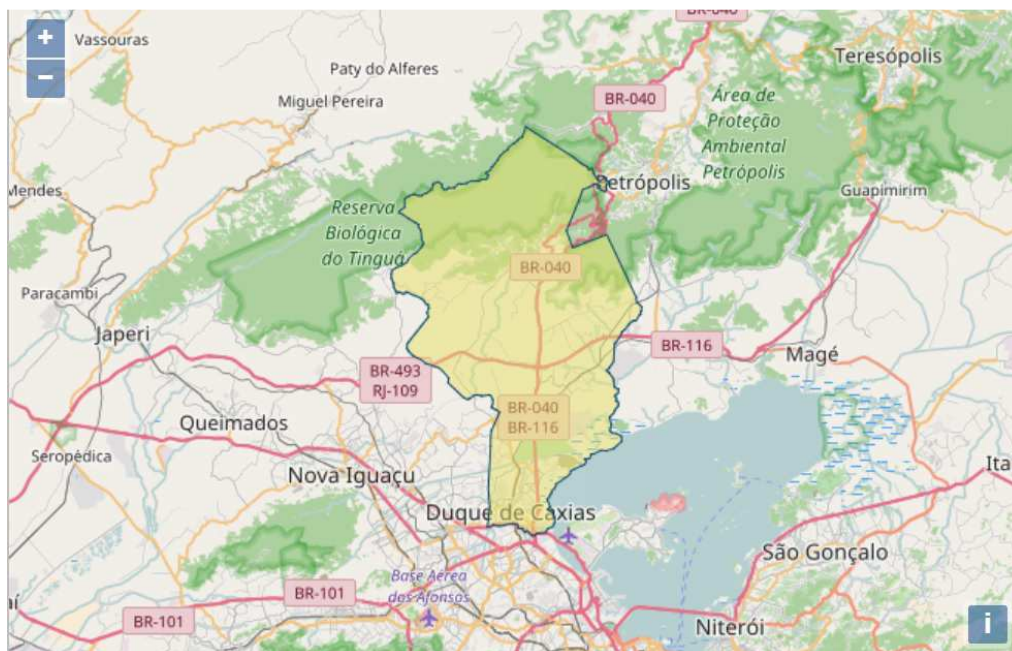 BR-040
+
−
Vassouras
Paty do Alferes
Teresópolis
Miguel Pereira
BR-040
Área de
Proteção
Ambiental
Petrópolis
Mendes
Petrópolis
Guapimirim
Reserva
Biológica
do Tinguá
BR-040
Paracambi
Japeri
BR-116
Magé
BR-493
RJ-109
BR-040
BR-116
Queimados
Seropédica
Nova Iguaçu
Ita
Duque de Caxias
São Gonçalo
Base Aérea
dos Afonsos
BR-101
BR-101
Niterói
aí
i